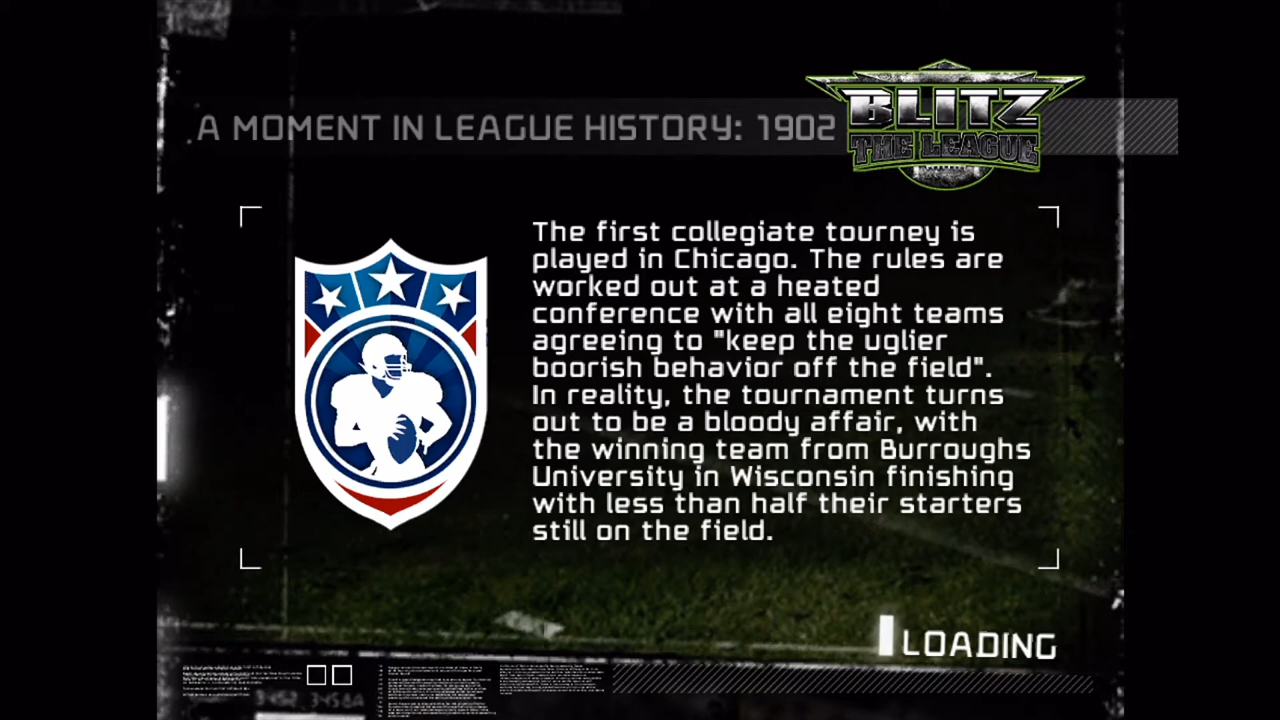 A MOMENT IN LEAGUE HISTORY: 1902
BLITZ
THE LEAGUE
The first collegiate tourney is
played in Chicago. The rules are
worked out at a heated
conference with all eight teams
agreeing to "keep the uglier
boorish behavior off the field".
In reality, the tournament turns
out to be a bloody affair, with
the winning team from Burroughs
University in Wisconsin finishing
with less than half their starters
still on the field.
LOADING